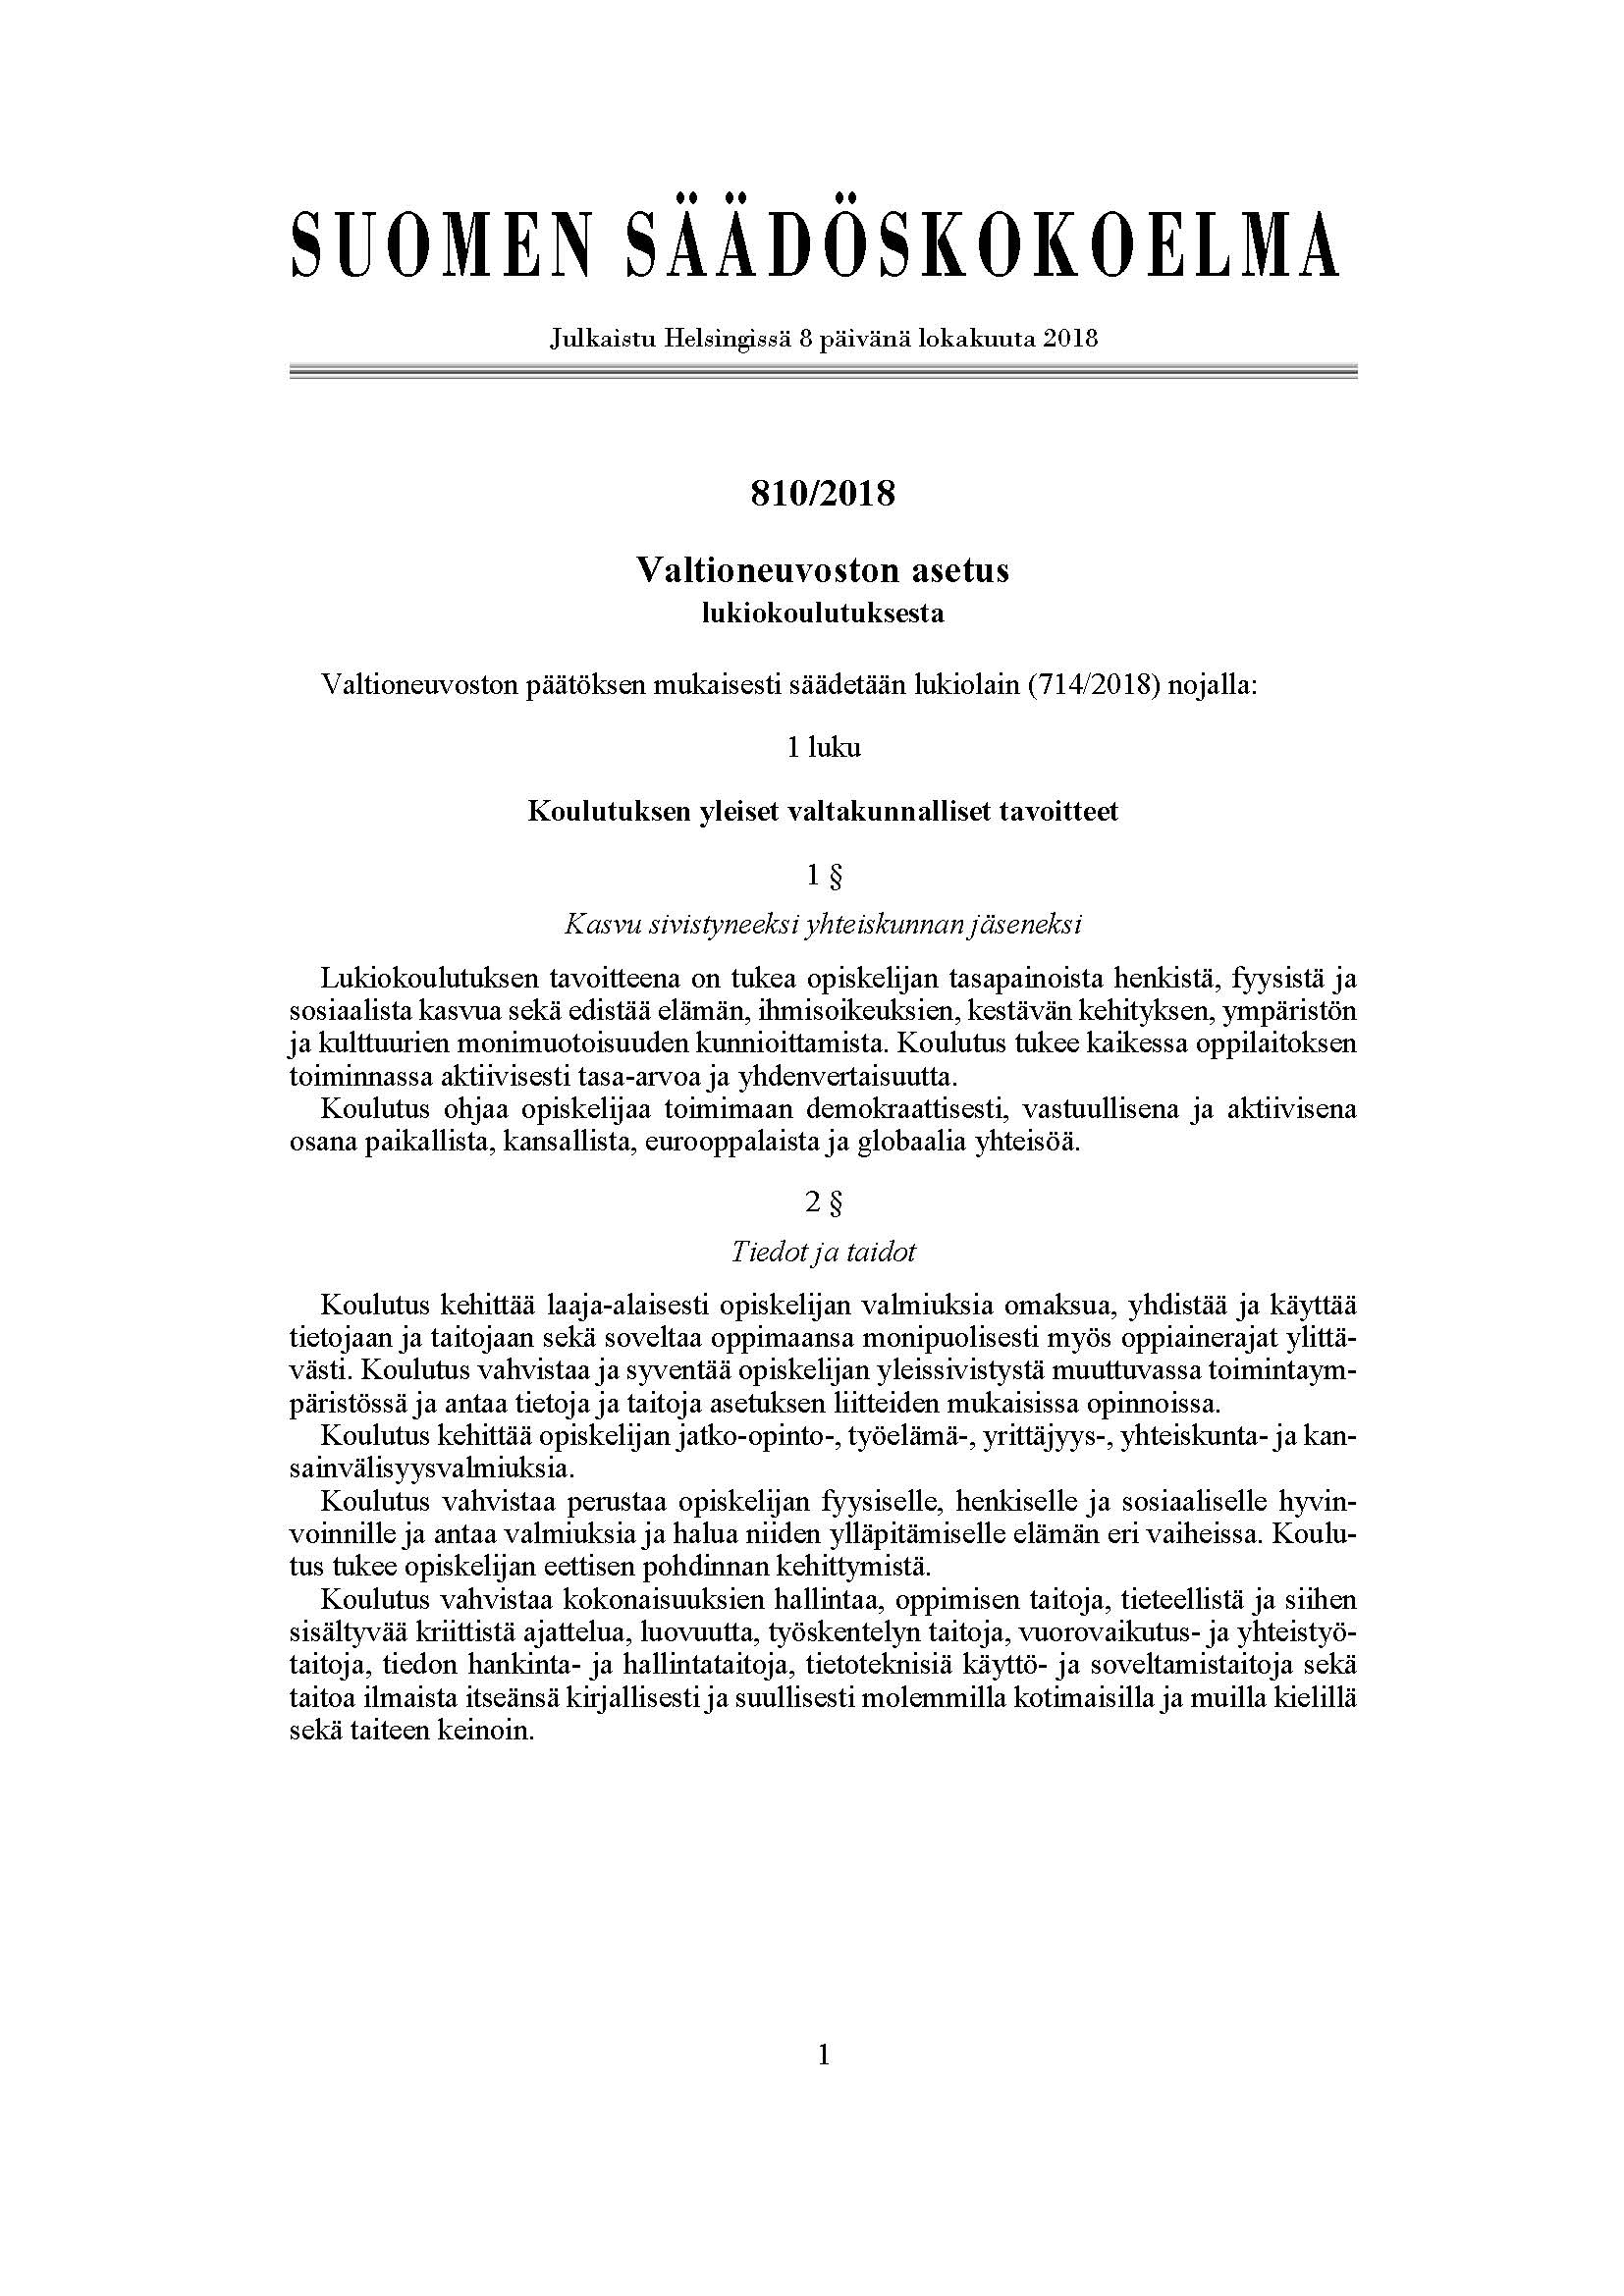 SUOMEN SÄÄDÖSKOKOELMA
Julkaistu Helsingissä 8 päivänä lokakuuta 2018
810/2018
Valtioneuvoston asetus
lukiokoulutuksesta
Valtioneuvoston päätöksen mukaisesti säädetään lukiolain (714/2018) nojalla:
1 luku
Koulutuksen yleiset valtakunnalliset tavoitteet
1 §
Kasvu sivistyneeksi yhteiskunnan jäseneksi
Lukiokoulutuksen tavoitteena on tukea opiskelijan tasapainoista henkistä, fyysistä ja
sosiaalista kasvua sekä edistää elämän, ihmisoikeuksien, kestävän kehityksen, ympäristön
ja kulttuurien monimuotoisuuden kunnioittamista. Koulutus tukee kaikessa oppilaitoksen
toiminnassa aktiivisesti tasa-arvoa ja yhdenvertaisuutta.
Koulutus ohjaa opiskelijaa toimimaan demokraattisesti, vastuullisena ja aktiivisena
osana paikallista, kansallista, eurooppalaista ja globaalia yhteisöä.
2 §
Tiedot ja taidot
Koulutus kehittää laaja-alaisesti opiskelijan valmiuksia omaksua, yhdistää ja käyttää
tietojaan ja taitojaan sekä soveltaa oppimaansa monipuolisesti myös oppiainerajat ylittä-
västi. Koulutus vahvistaa ja syventää opiskelijan yleissivistystä muuttuvassa toimintaym-
päristössä ja antaa tietoja ja taitoja asetuksen liitteiden mukaisissa opinnoissa.
Koulutus kehittää opiskelijan jatko-opinto-, työelämä-, yrittäjyys-, yhteiskunta- ja kan-
sainvälisyysvalmiuksia.
Koulutus vahvistaa perustaa opiskelijan fyysiselle, henkiselle ja sosiaaliselle hyvin-
voinnille ja antaa valmiuksia ja halua niiden ylläpitämiselle elämän eri vaiheissa. Koulu-
tus tukee opiskelijan eettisen pohdinnan kehittymistä.
Koulutus vahvistaa kokonaisuuksien hallintaa, oppimisen taitoja, tieteellistä ja siihen
sisältyvää kriittistä ajattelua, luovuutta, työskentelyn taitoja, vuorovaikutus- ja yhteistyö-
taitoja, tiedon hankinta- ja hallintataitoja, tietoteknisiä käyttö- ja soveltamistaitoja sekä
taitoa ilmaista itseänsä kirjallisesti ja suullisesti molemmilla kotimaisilla ja muilla kielillä
sekä taiteen keinoin.
1